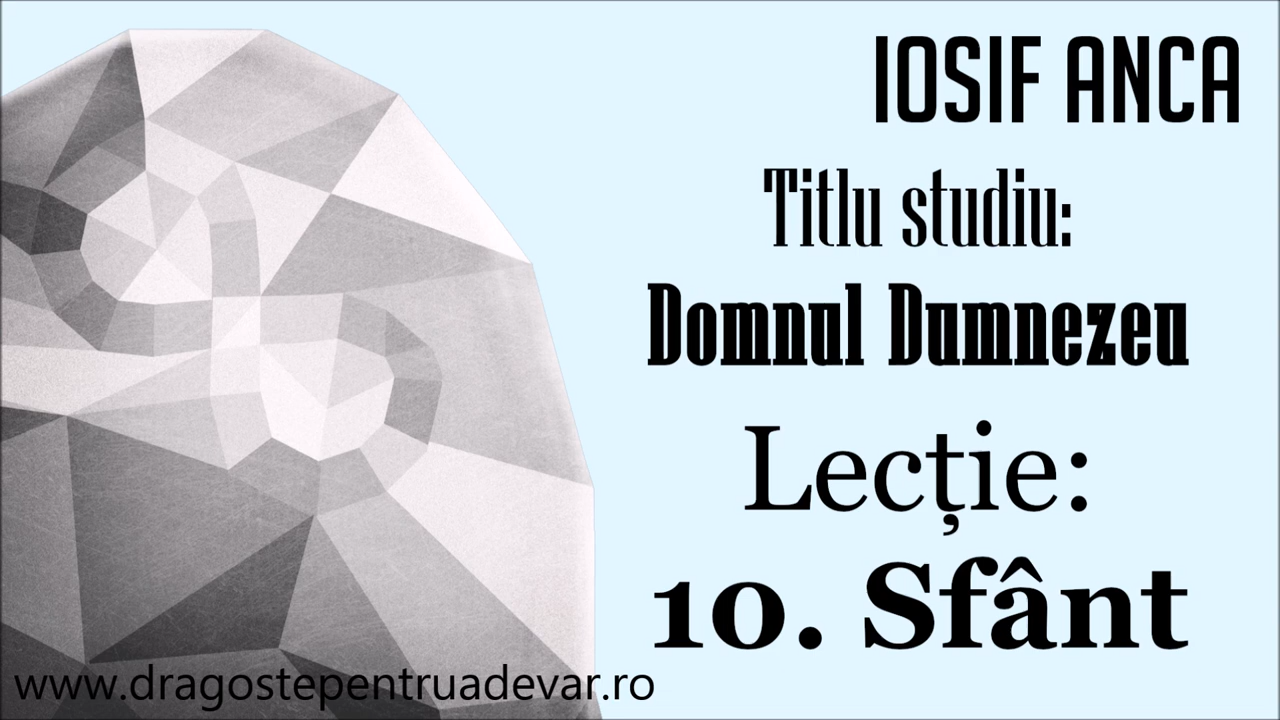 IOSIF ANCA
Titlu studiu:
Domnul Dumnezeu
Lecție:
10. Sfânt
www.dragostepentruadevar.ro